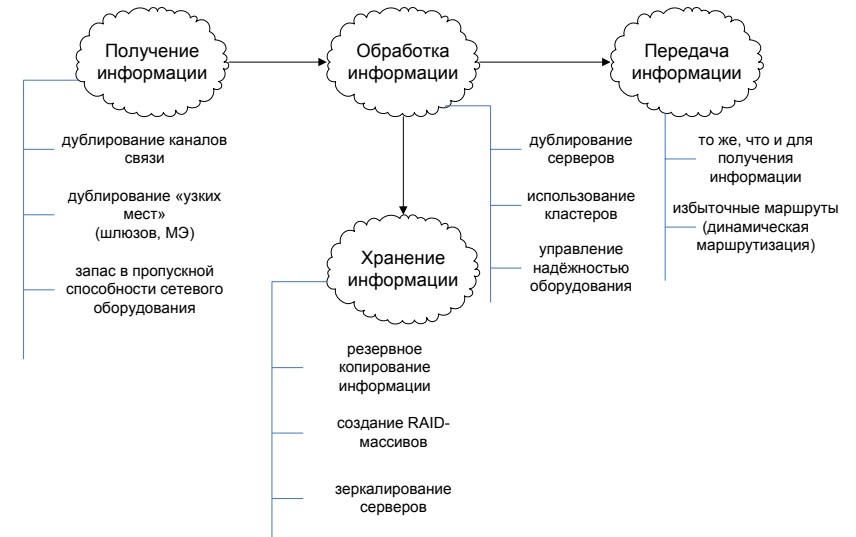 Получение
информации
Обработка
информации
Передача
информации
дублирование каналов
связи
дублирование «узких
мест»
(шлюзов, МЭ)
запас в пропускной
способности сетевого
оборудования
дублирование
серверов
использование
кластеров
управление
надёжностью
оборудования
то же, что и для
получения
информации
избыточные маршруты
(динамическая
маршрутизация)
Хранение
информации
резервное
копирование
информации
создание RAID-
массивов
зеркалирование
серверов